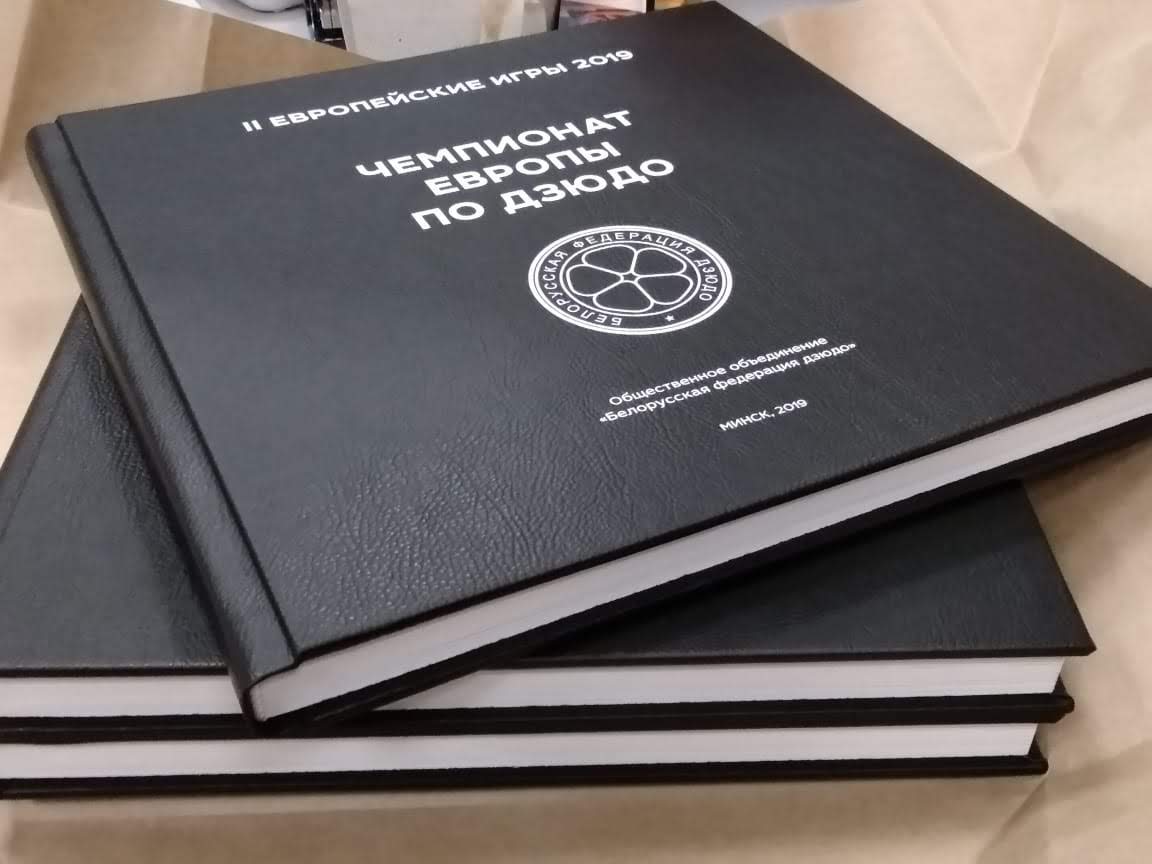 II ЕВРОПЕЙСКИЕ ИГРЫ 2019
ЧЕМПИОНАТ
ЕВРОПЫ
ПО ДЗЮДО
БЕЛОРУССКАЯ ФЕДЕРАЦИЯ ДЗЮДО
Общественное объединение
«Белорусская федерация дзюдо»
МИНСК, 2019